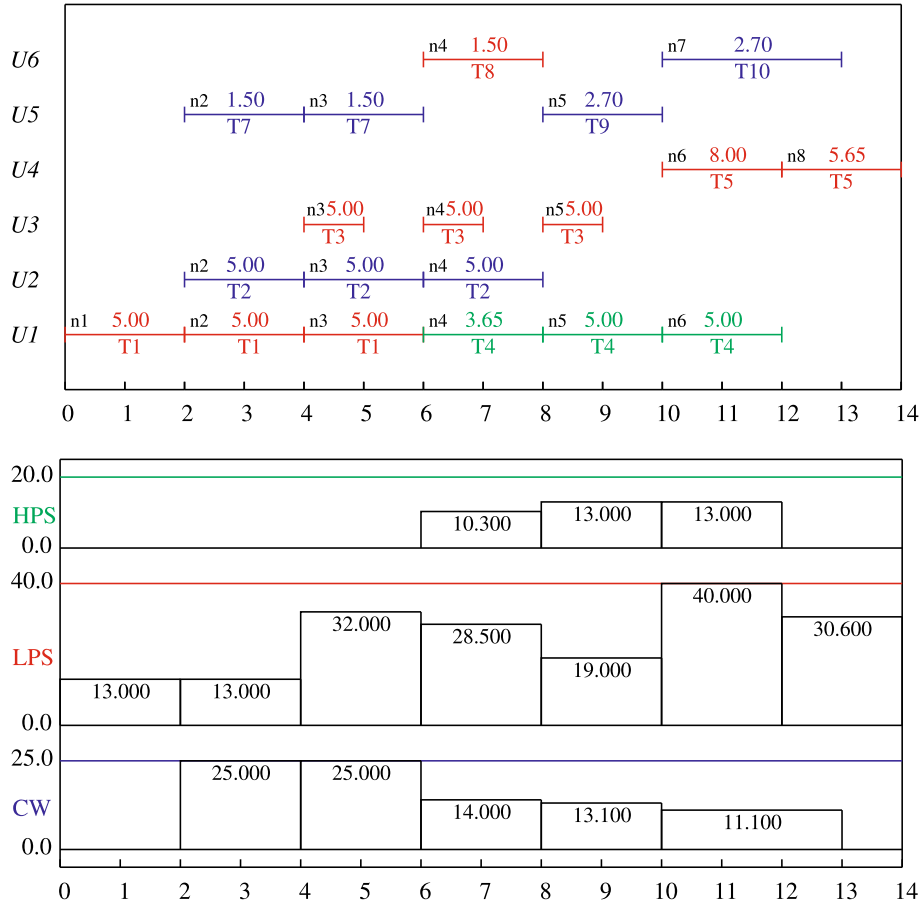 U6 n4 1.50 n7 2.70
T8 T10
U5 n2 1.50 n3 1.50 n5 2.70
T7 T7 T9
U4 n6 8.00 n8 5.65
T5 T5
U3 n3 5.00 n4 5.00 n5 5.00
T3 T3 T3
U2 n2 5.00 n3 5.00 n4 5.00
T2 T2 T2
U1 n1 5.00 n2 5.00 n3 5.00 n4 3.65 n5 5.00 n6 5.00
T1 T1 T1 T4 T4 T4
0 1 2 3 4 5 6 7 8 9 10 11 12 13 14
20.0
HPS 10.300 13.000 13.000
0.0
40.0
40.000
32.000 28.500 30.600
LPS 19.000
13.000 13.000
0.0
25.0
25.000 25.000
CW 14.000 13.100 11.100
0.0
0 1 2 3 4 5 6 7 8 9 10 11 12 13 14